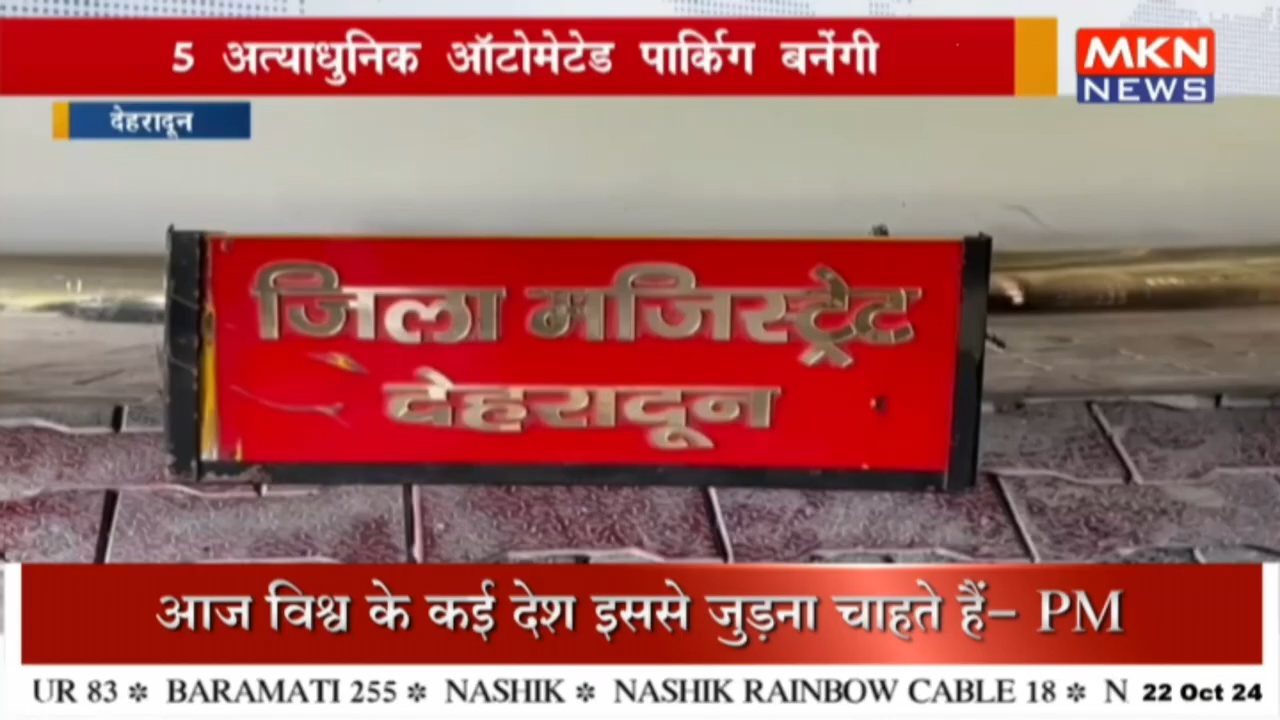 5 अत्याधुनिक ऑटोमेटेड पार्किंग बनेंगी
MKN
NEWS
देहरादून
जिला मजिस्ट्रेट
देहरादून
आज विश्व के कई देश इससे जुड़ना चाहते हैं– PM
UR 83 ❇ BARAMATI 255 ❇ NASHIK ❇ NASHIK RAINBOW CABLE 18 ❇ N 22 Oct 24